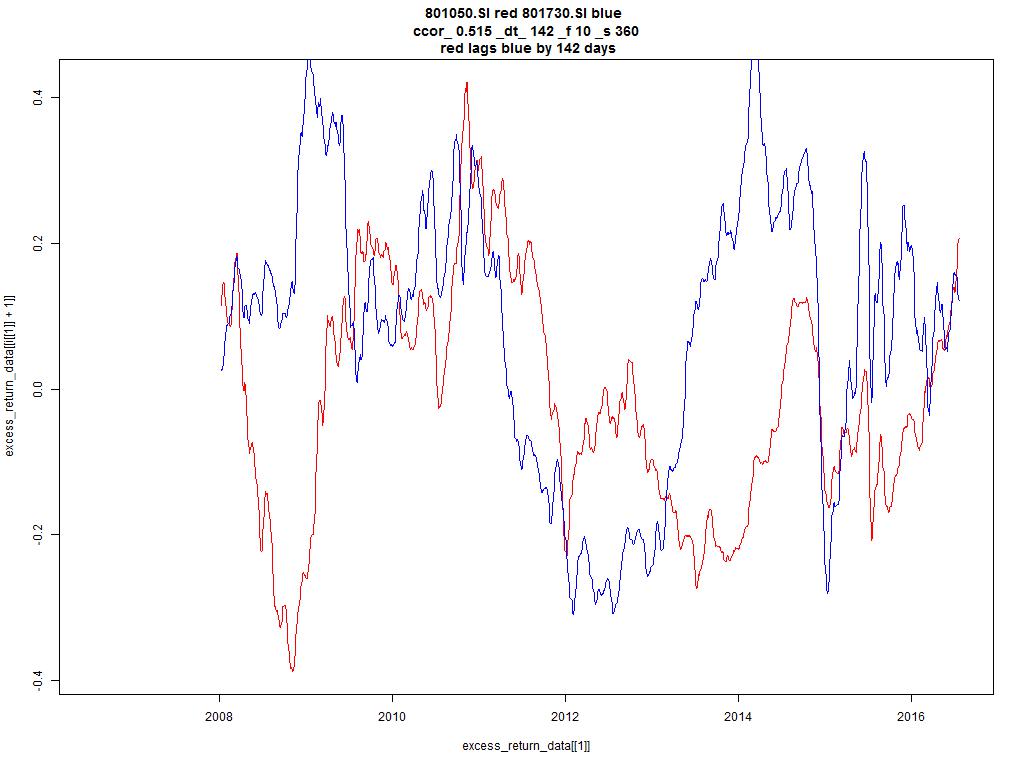 801050.SI red 801730.SI blue
ccor_ 0.515 _dt_ 142 _f 10 _s 360
red lags blue by 142 days
0.4
0.2
0.0
-0.2
-0.4
excess_return_data[[i[[1]] + 1]]
2008 2010 2012 2014 2016
excess_return_data[[1]]